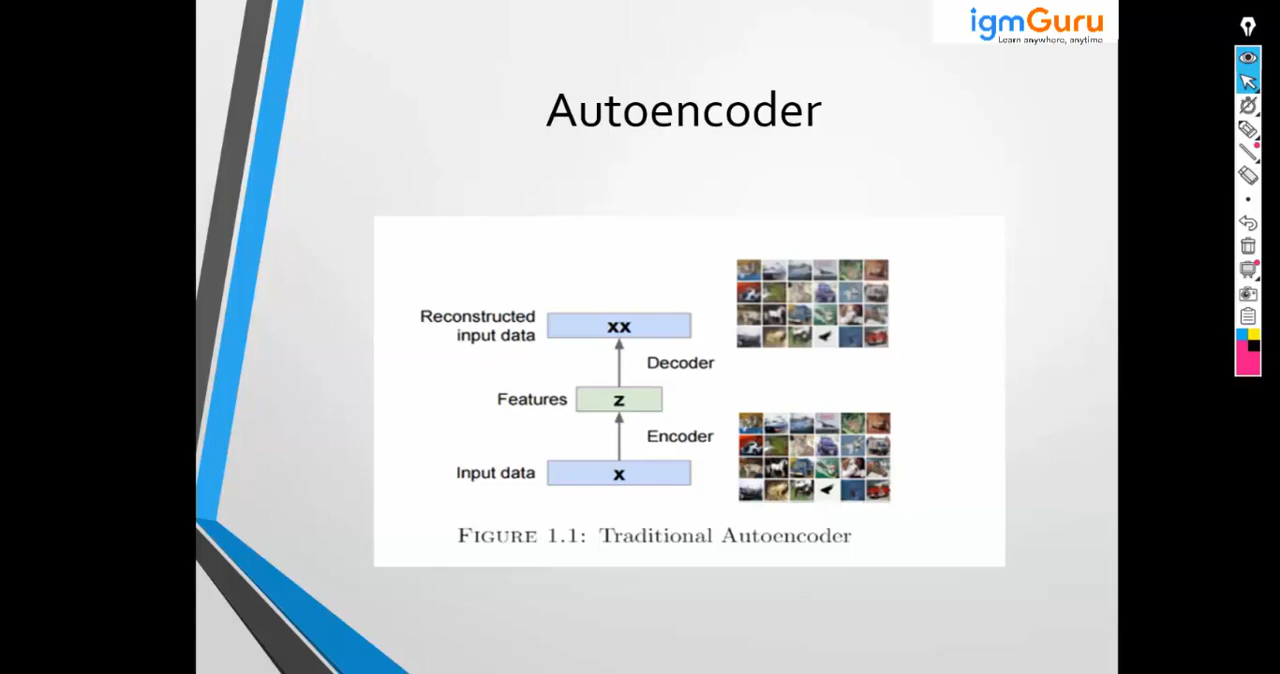 igmGuru
Learn anywhere, anytime
Autoencoder
Reconstructed
input data
xx
Decoder
Features
z
Encoder
Input data
x
FIGURE 1.1: Traditional Autoencoder